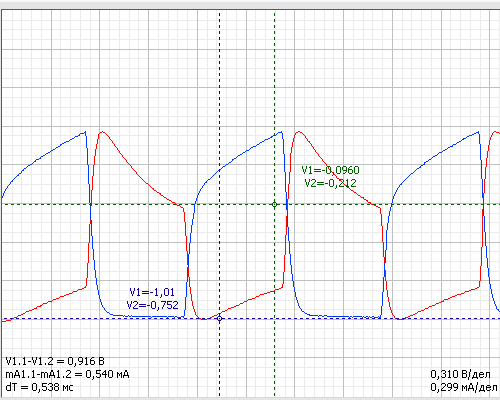 V1=-0,0960
V2=-0,212
V1=-1,01
V2=-0,752
V1.1-V1.2 = 0,916 В
mA1.1-mA1.2 = 0,540 мА
dT = 0,538 мс
0,310 В/дел
0,299 мА/дел